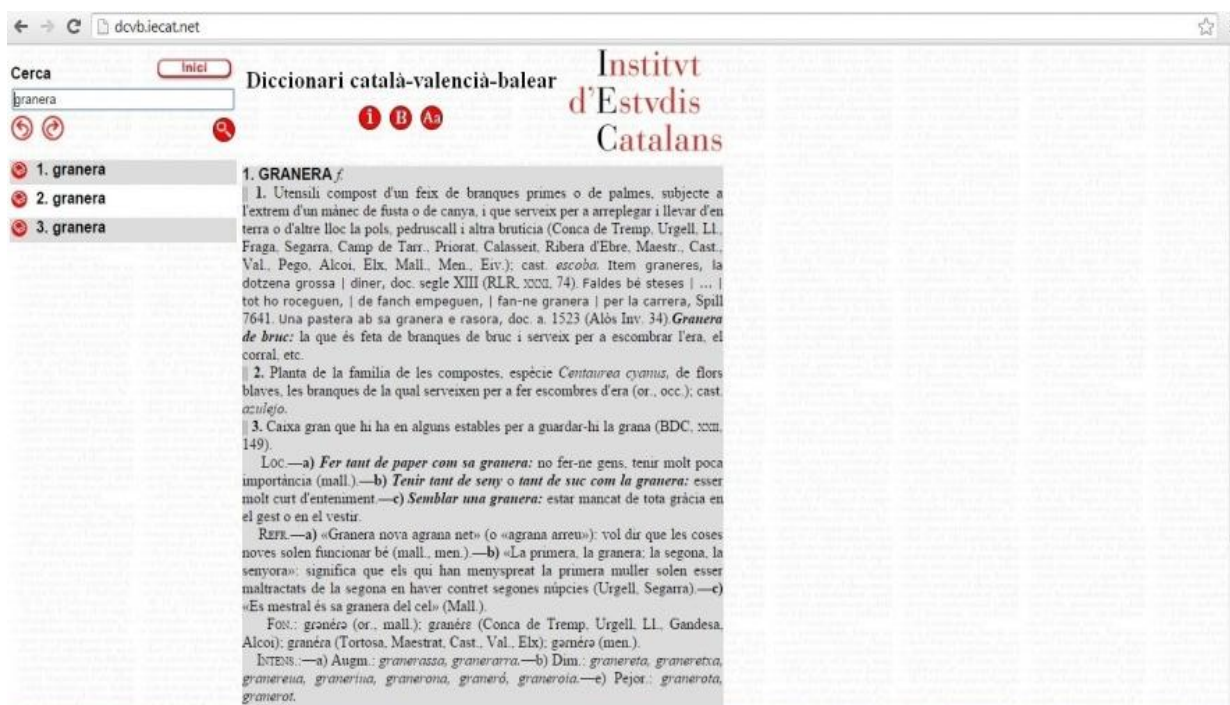 dcvb.iecat.net
Cerca
Inici
granera
Diccionari català-valencià-balear
i B Aa
Institvt
d'Estvdis
Catalans
1. granera
2. granera
3. granera
1. GRANERA f.
1. Utensili compost d'un feix de branques primes o de palmes, subjecte a
l'extrem d'un mànec de fusta o de canya, i que serveix per a arreplegar i llevar d'en
terra o d'altre lloc la pols, pedruscall i altra bruticia (Conca de Tremp, Urgell, Ll.,
Fraga, Segarra, Camp de Tarr., Priorat, Calasseit, Ribera d'Ebre, Maestr., Cast.,
Val., Pego, Alcoi, Elx, Mall., Men., Eiv.); cast. escoba. Item graneres, la
dotzena grossa | diner, doc. segle XIII (RLR, XXXII, 74). Faldes bé steses | ... |
tot ho roceguen, | de fanch empeguen, | fan-ne granera | per la carrera, Spill
7641. Una pastera ab sa granera e rasora, doc. a. 1523 (Alòs Inv. 34). Granera
de bruc: la que és feta de branques de bruc i serveix per a escombrar l'era, el
corral, etc.
2. Planta de la família de les compostes, espècie Centaurea cyanus, de flors
blaves, les branques de la qual serveixen per a fer escombres d'era (or., occ.); cast.
azulejo.
3. Caixa gran que hi ha en alguns estables per a guardar-hi la grana (BDC, XXII,
149).
Loc.—a) Fer tant de paper com sa granera: no fer-ne gens, tenir molt poca
importància (mall.).—b) Tenir tant de seny o tant de suc com la granera: esser
molt curt d'enteniment.—c) Semblar una granera: estar mancat de tota gràcia en
el gest o en el vestir.
Refr.—a) «Granera nova agrana net» (o «agrana arreu»): vol dir que les coses
noves solen funcionar bé (mall., men.).—b) «La primera, la granera; la segona, la
senyora»: significa que els qui han menyspreat la primera muller solen esser
maltractats de la segona en haver contret segones núpcies (Urgell, Segarra).—c)
«Es mestral és sa granera del cel» (Mall.).
Fon.: gɾənéɾə (or., mall.); gɾanéɾɛ (Conca de Tremp, Urgell, Ll., Gandesa,
Alcoi); gɾanéɾa (Tortosa, Maestrat, Cast., Val., Elx); gəɾnéɾə (men.).
Intens.:—a) Augm.: granerassa, granerarra.—b) Dim.: granereta, graneretxa,
granereua, graneriua, granerona, graneró, graneroia.—c) Pejor.: granerota,
granerot.